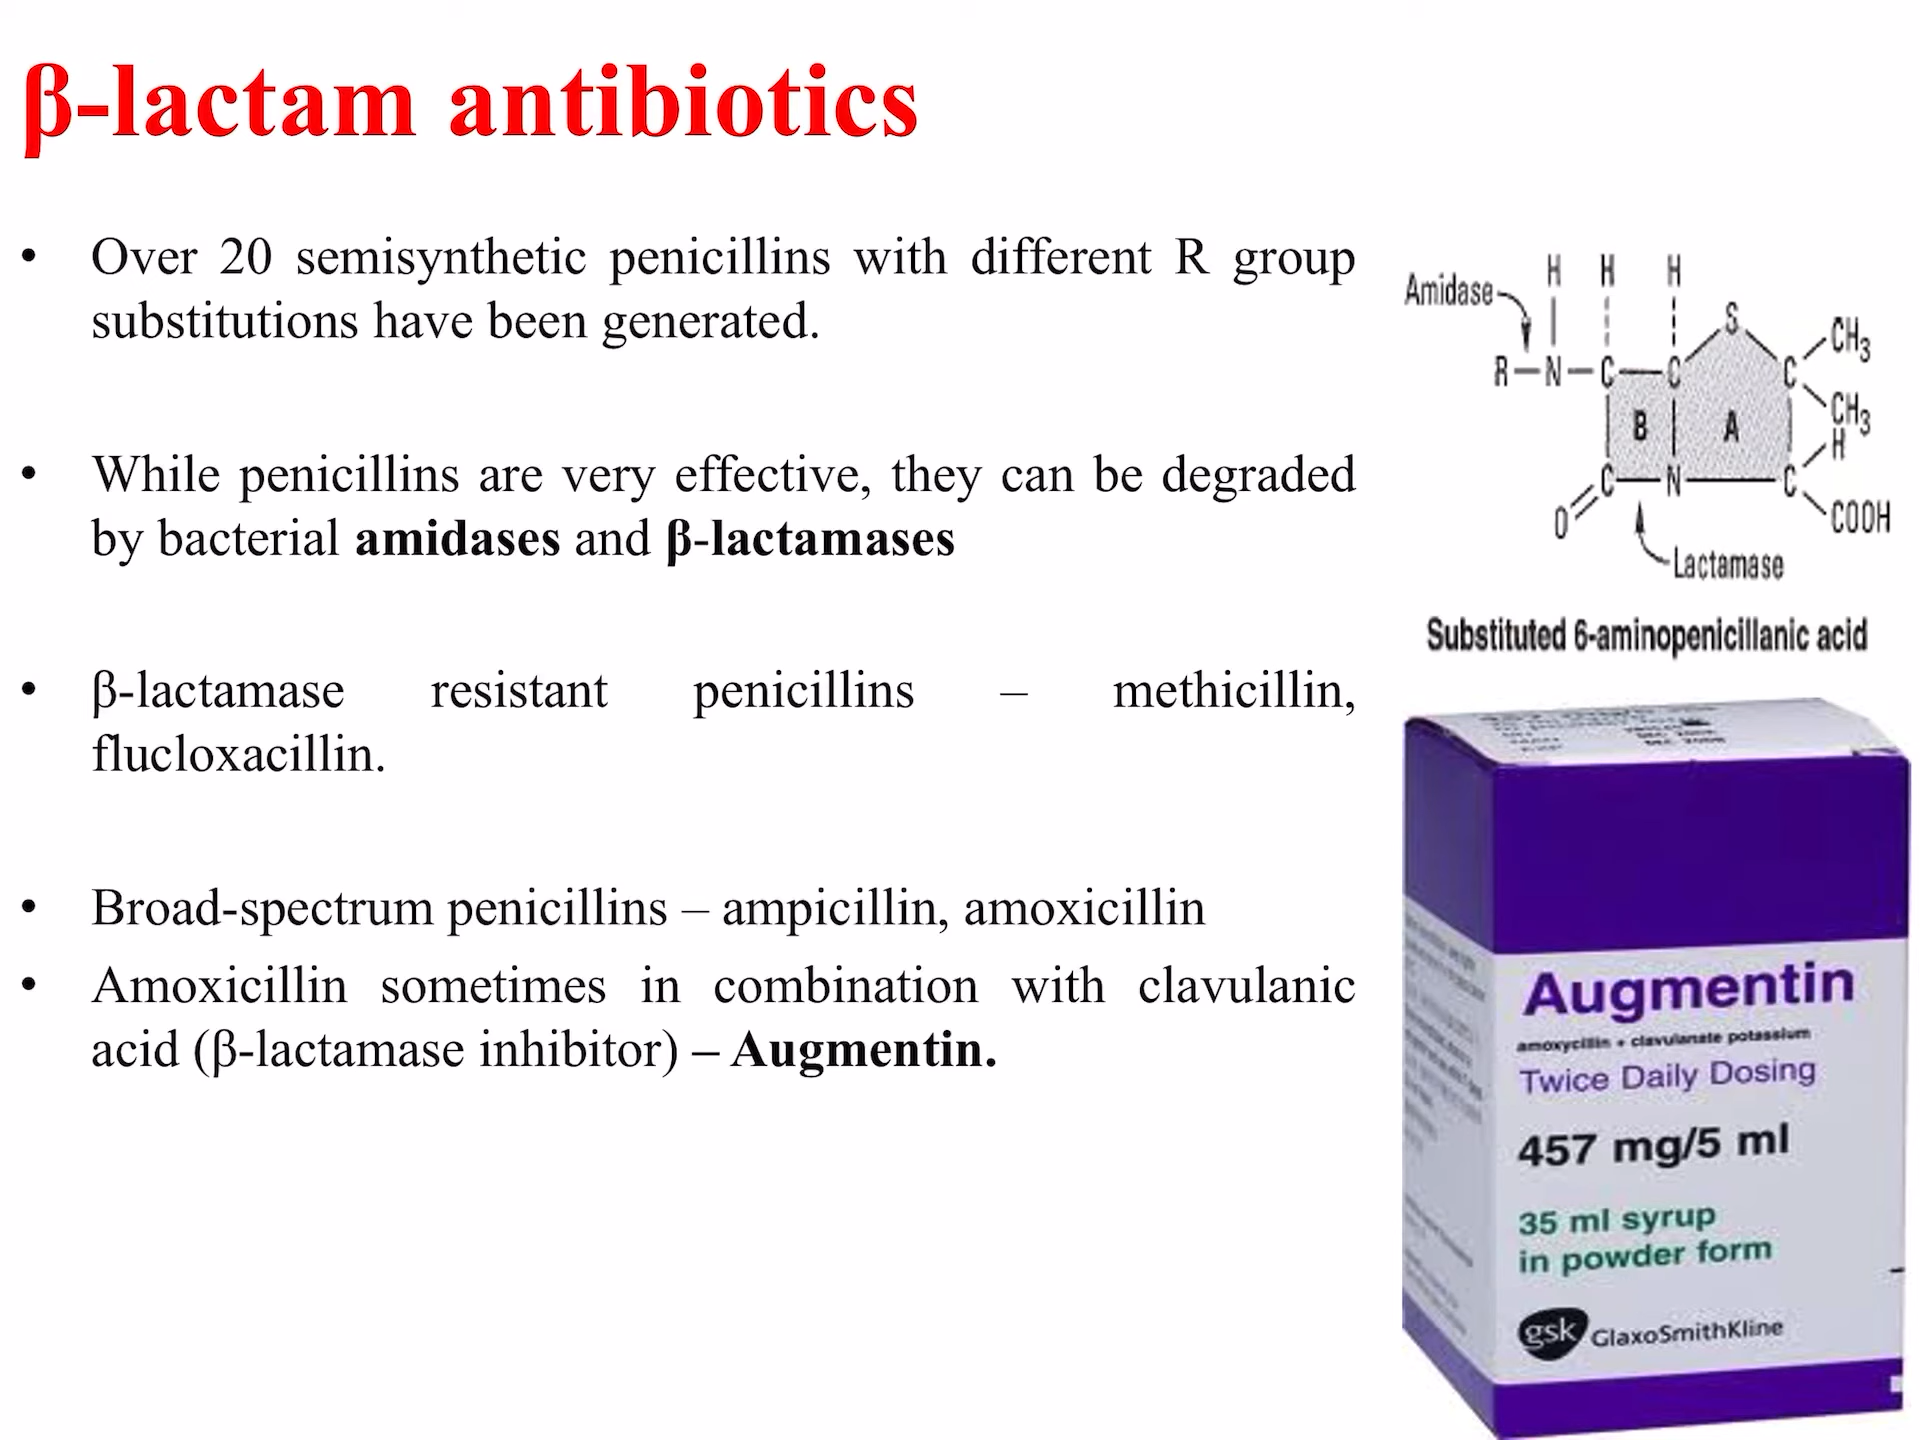 β-lactam antibiotics
• Over 20 semisynthetic penicillins with different R group
substitutions have been generated.
• While penicillins are very effective, they can be degraded
by bacterial amidases and β-lactamases
• β-lactamase resistant penicillins – methicillin,
flucloxacillin.
• Broad-spectrum penicillins – ampicillin, amoxicillin
• Amoxicillin sometimes in combination with clavulanic
acid (β-lactamase inhibitor) – Augmentin.
H H H
Amidase
S
CH3
R–N–C–C C
B A
CH3
H
C N C
O
COOH
Lactamase
Substituted 6-aminopenicillanic acid
Augmentin
amoxycillin + clavulanate potassium
Twice Daily Dosing
457 mg/5 ml
35 ml syrup
in powder form
gsk GlaxoSmithKline